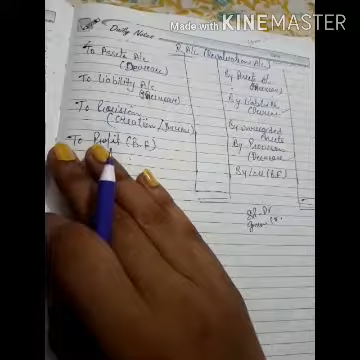 Made With KINEMASTER
Daily Notes
R A/c (Revaluation A/c)
To Assets A/c
(Decrease)
To Liability A/c
(Increase)
To Provision
(Creation / Increase)
To Profit (B.F)
By Assets A/c
(Increase)
By Liability
(Decrease)
By unrecorded
Assets
By Provision
(Decrease
By Loss (B.F)
Dr
Cr.